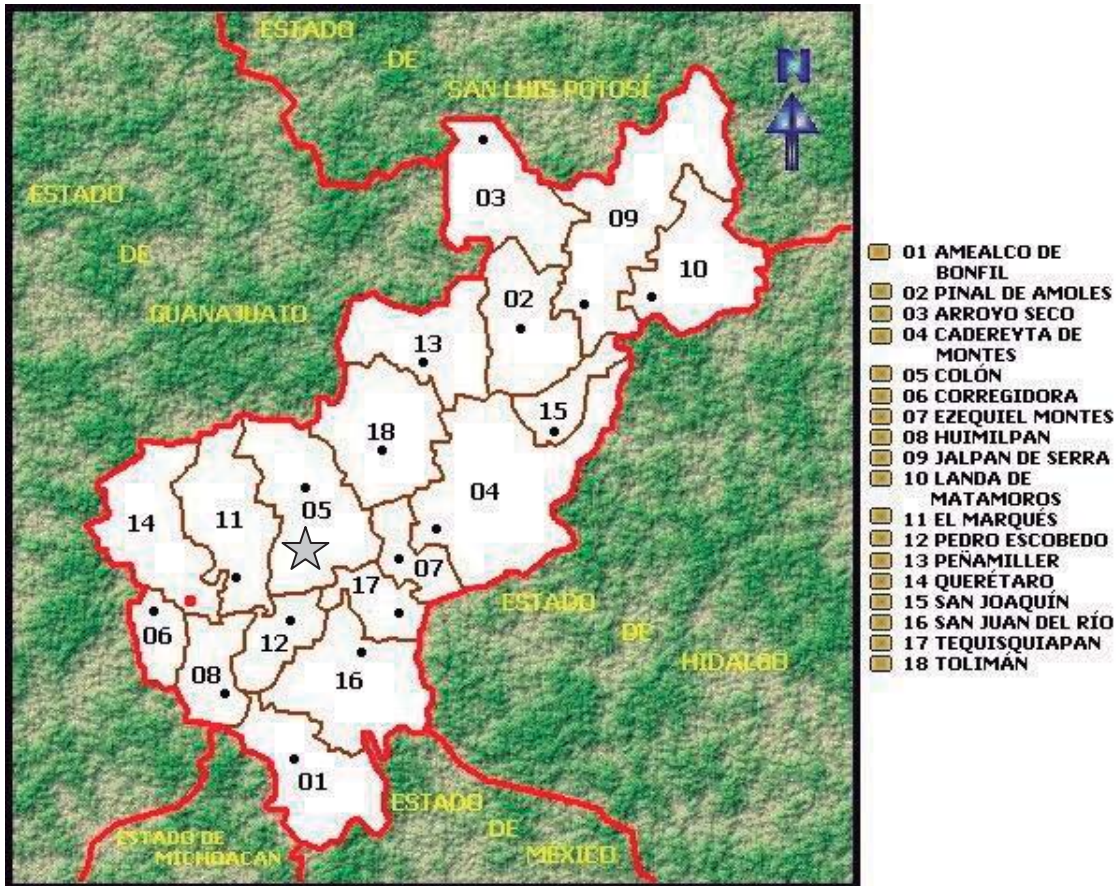 ESTADO
DE
SAN LUIS POTOSÍ
N
ESTADO
DE
GUANAJUATO
03
09
10
02
13
15
18
04
05
14
11
07
17
06
12
08
16
01
ESTADO
DE
HIDALGO
ESTADO
DE
MÉXICO
ESTADO DE
MICHOACAN
01 AMEALCO DE
BONFIL
02 PINAL DE AMOLES
03 ARROYO SECO
04 CADEREYTA DE
MONTES
05 COLÓN
06 CORREGIDORA
07 EZEQUIEL MONTES
08 HUIMILPAN
09 JALPAN DE SERRA
10 LANDA DE
MATAMOROS
11 EL MARQUÉS
12 PEDRO ESCOBEDO
13 PEÑAMILLER
14 QUERÉTARO
15 SAN JOAQUÍN
16 SAN JUAN DEL RÍO
17 TEQUISQUIAPAN
18 TOLIMÁN